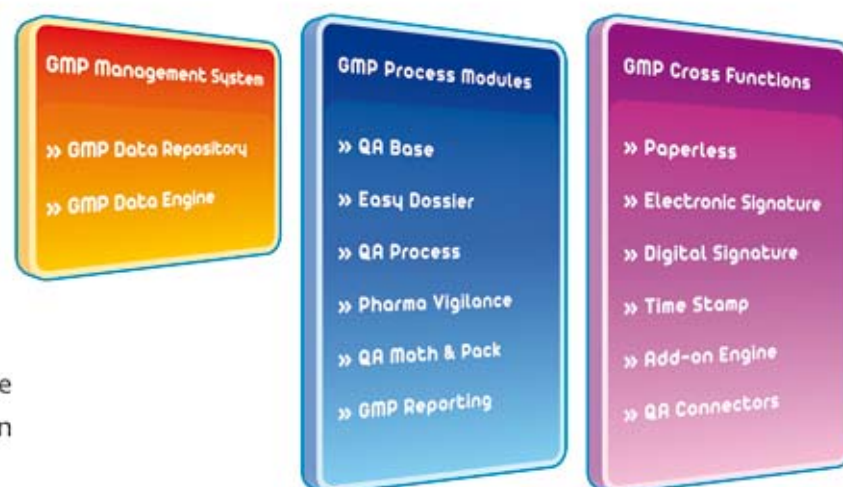 GMP Management System
» GMP Data Repository
» GMP Data Engine
GMP Process Modules
» QA Base
» Easy Dossier
» QA Process
» Pharma Vigilance
» QA Math & Pack
» GMP Reporting
GMP Cross Functions
» Paperless
» Electronic Signature
» Digital Signature
» Time Stamp
» Add-on Engine
» QA Connectors
e
n